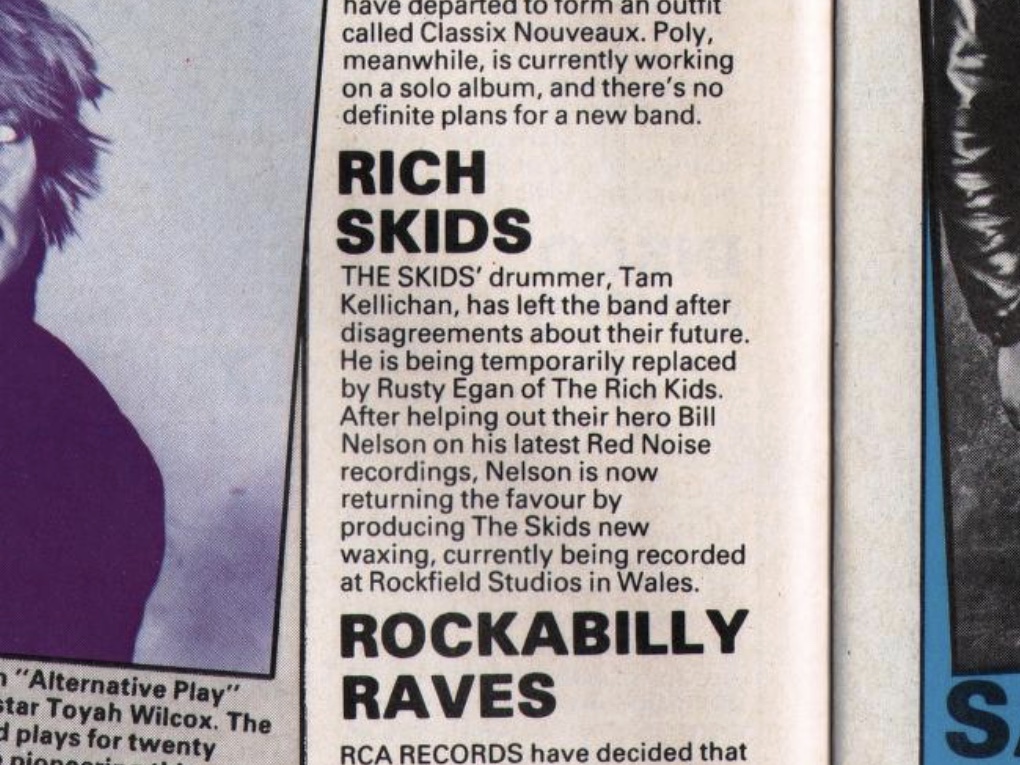 have departed to form an outfit
called Classix Nouveaux. Poly,
meanwhile, is currently working
on a solo album, and there's no
definite plans for a new band.
RICH
SKIDS
THE SKIDS' drummer, Tam
Kellichan, has left the band after
disagreements about their future.
He is being temporarily replaced
by Rusty Egan of The Rich Kids.
After helping out their hero Bill
Nelson on his latest Red Noise
recordings, Nelson is now
returning the favour by
producing The Skids new
waxing, currently being recorded
at Rockfield Studios in Wales.
ROCKABILLY
RAVES
RCA RECORDS have decided that
"Alternative Play"
star Toyah Wilcox. The
plays for twenty